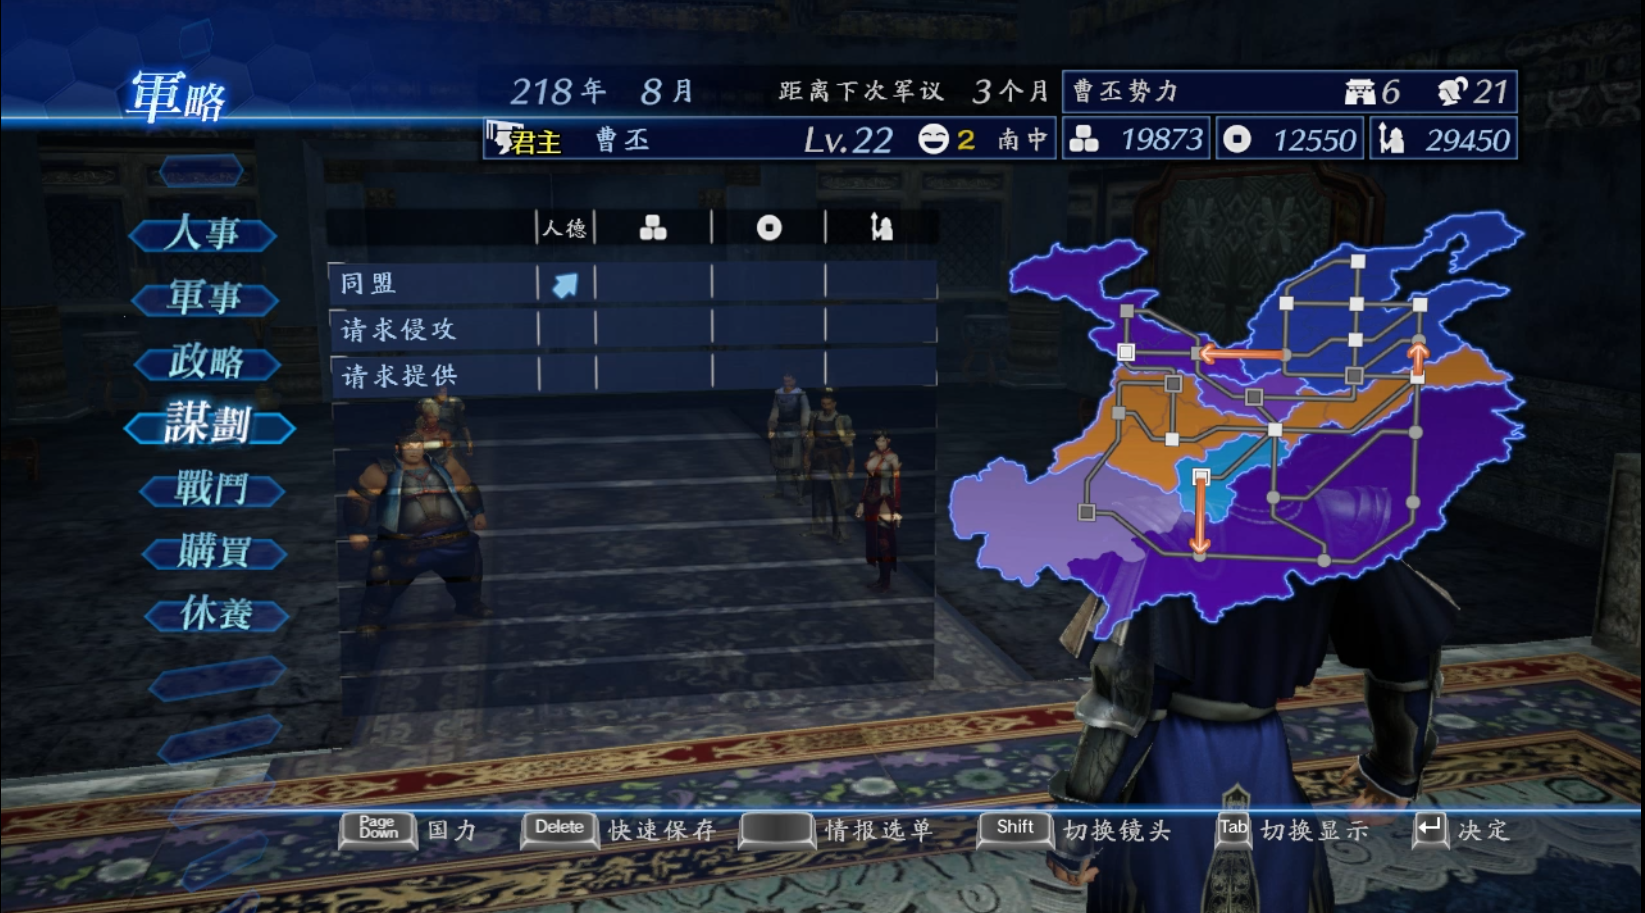 軍略
218年 8月 距离下次军议 3个月
曹丕势力 6 21
君主 曹丕 Lv.22 2 南中
19873 12550 29450
人事
軍事
政略
謀劃
戰鬥
購買
休養
人德
同盟
请求侵攻
请求提供
Page Down 国力
Delete 快速保存
情报选单
Shift 切换镜头
Tab 切换显示
决定